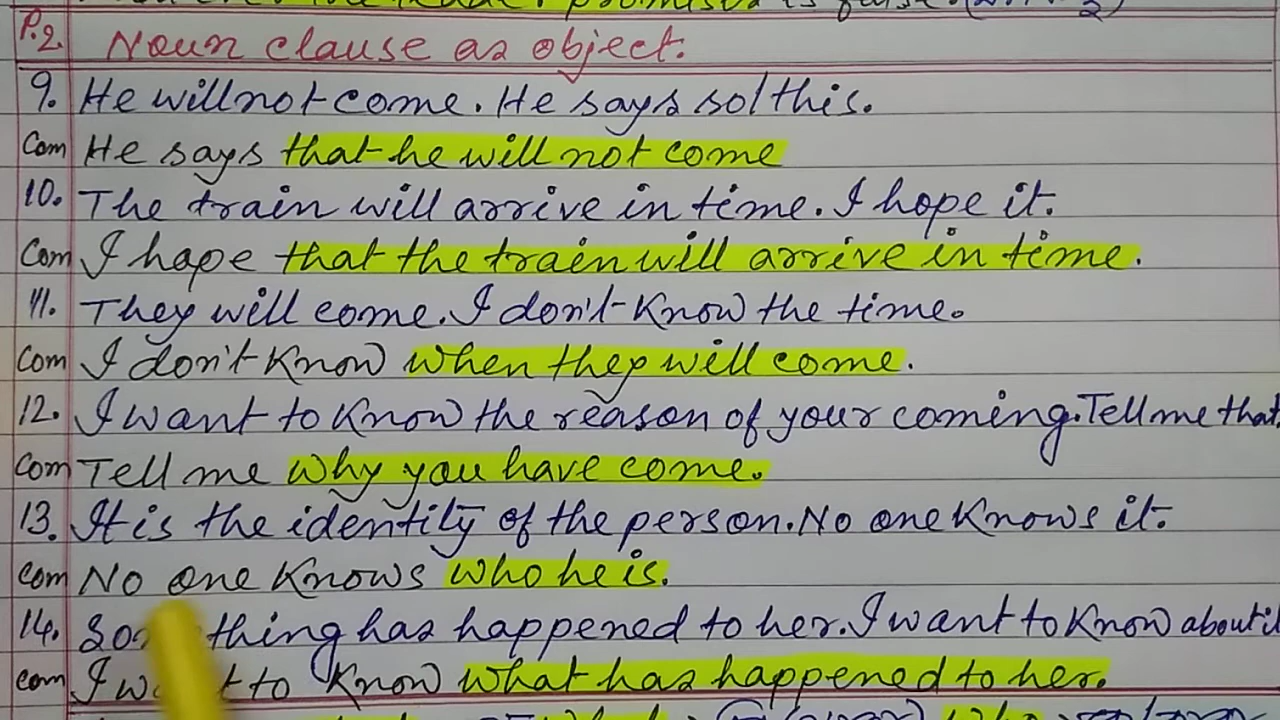 promises is false.
P.2. Noun clause as object.
9. He will not come. He says so/this.
Com He says that he will not come
10. The train will arrive in time. I hope it.
Com I hope that the train will arrive in time.
11. They will come. I don't know the time.
Com I don't know when they will come.
12. I want to know the reason of your coming. Tell me that.
Com Tell me why you have come.
13. It is the identity of the person. No one knows it.
Com No one knows who he is.
14. thing has happened to her. I want to know about it
com I to know what has happened to her.